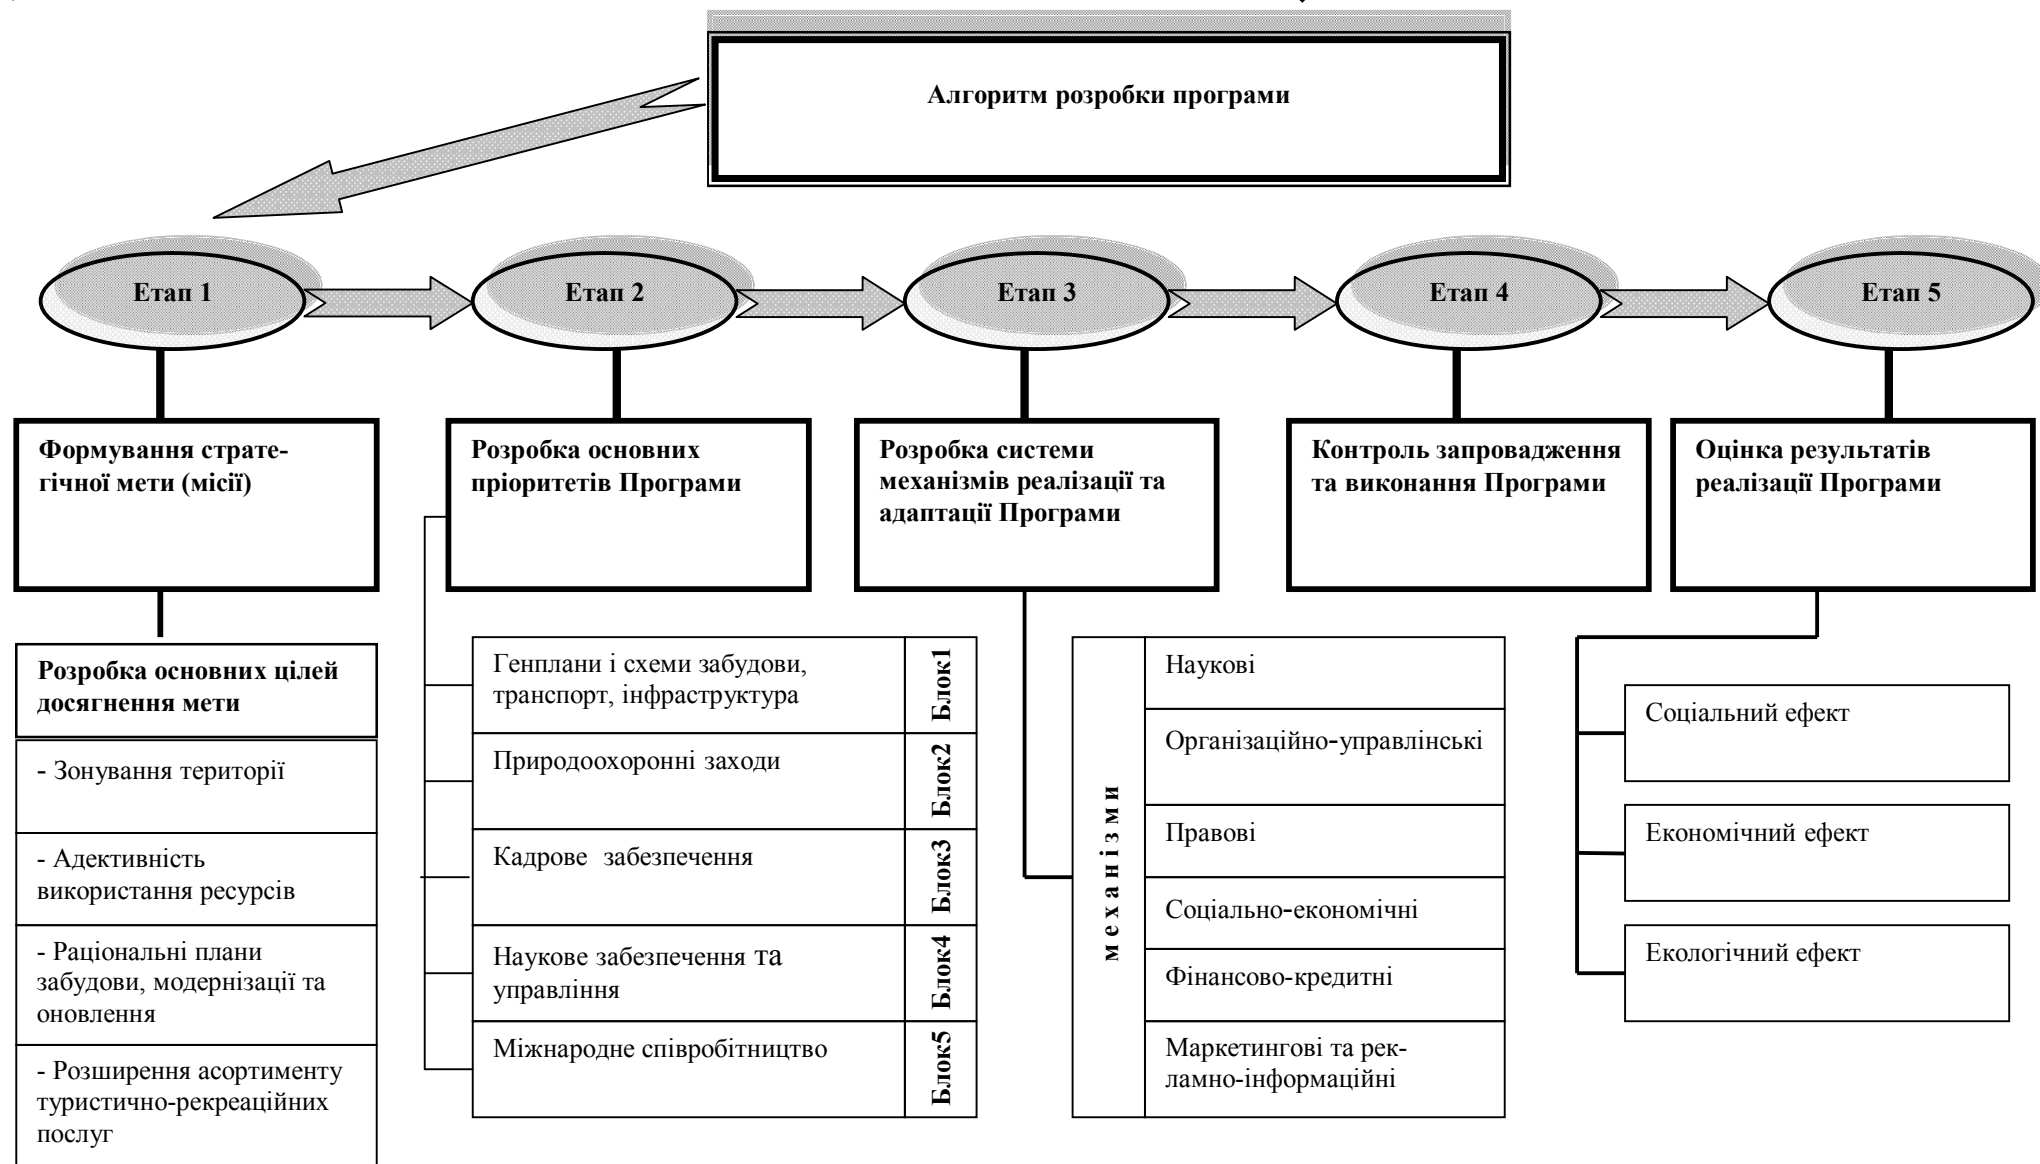 Алгоритм розробки програми
Етап 1
Етап 2
Етап 3
Етап 4
Етап 5
Формування страте-
гічної мети (місії)
Розробка основних
пріоритетів Програми
Розробка системи
механізмів реалізації та
адаптації Програми
Контроль запровадження
та виконання Програми
Оцінка результатів
реалізації Програми
Розробка основних цілей
досягнення мети
- Зонування території
- Адективність
використання ресурсів
- Раціональні плани
забудови, модернізації та
оновлення
- Розширення асортименту
туристично-рекреаційних
послуг
Генплани і схеми забудови,
транспорт, інфраструктура
Блок1
Природоохоронні заходи
Блок2
Кадрове забезпечення
Блок3
Наукове забезпечення та
управління
Блок4
Міжнародне співробітництво
Блок5
механізми
Наукові
Організаційно-управлінські
Правові
Соціально-економічні
Фінансово-кредитні
Маркетингові та рек-
ламно-інформаційні
Соціальний ефект
Економічний ефект
Екологічний ефект